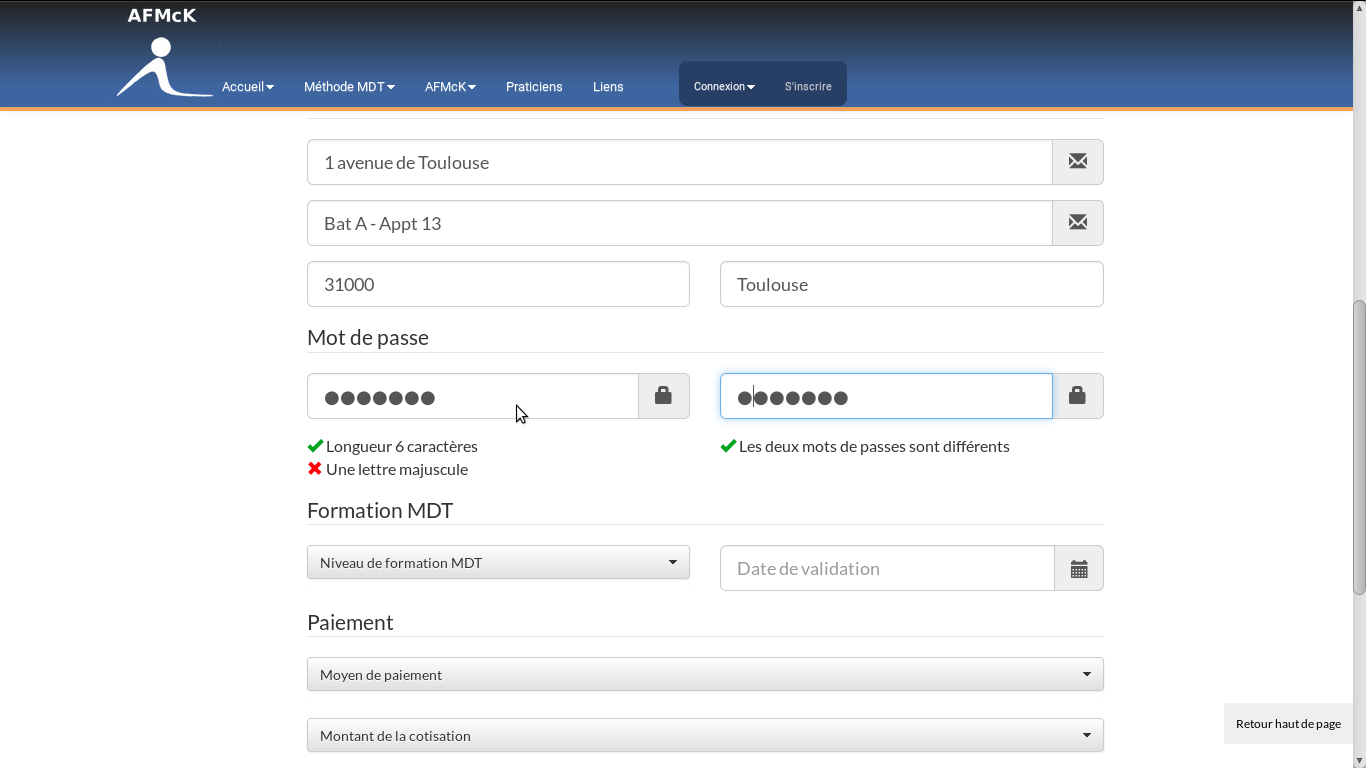 AFMcK
Accueil Méthode MDT AFMcK Praticiens Liens Connexion S'inscrire
1 avenue de Toulouse
Bat A - Appt 13
31000 Toulouse
Mot de passe
●●●●●●● ●●●●●●●
Longueur 6 caractères Les deux mots de passes sont différents
Une lettre majuscule
Formation MDT
Niveau de formation MDT Date de validation
Paiement
Moyen de paiement
Retour haut de page
Montant de la cotisation